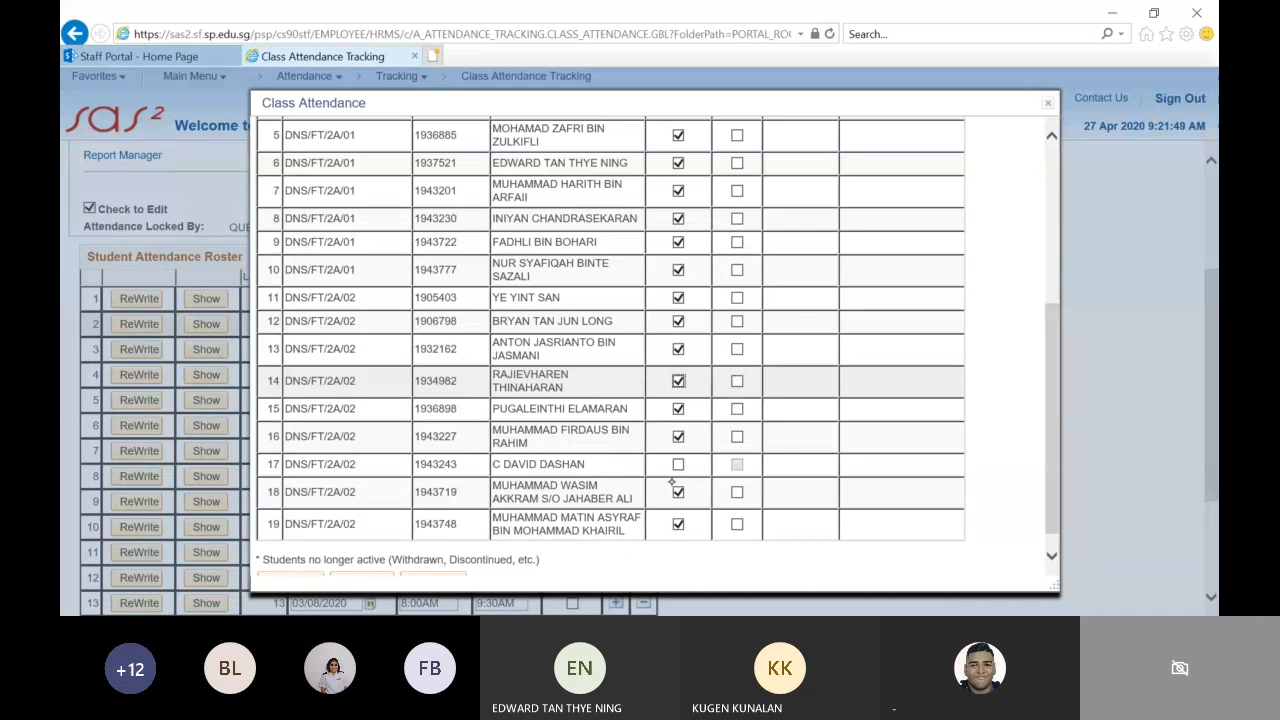 https://sas2.sf.sp.edu.sg/psp/cs90stf/EMPLOYEE/HRMS/c/A_ATTENDANCE_TRACKING.CLASS_ATTENDANCE.GBL?FolderPath=PORTAL_RO
Search...
Staff Portal - Home Page
Class Attendance Tracking
Favorites
Main Menu
Attendance
Tracking
Class Attendance Tracking
sas2
Welcome
Contact Us
Sign Out
27 Apr 2020 9:21:49 AM
Report Manager
Check to Edit
Attendance Locked By:
Student Attendance Roster
Class Attendance
5 DNS/FT/2A/01 1936885 MOHAMAD ZAFRI BIN
ZULKIFLI
6 DNS/FT/2A/01 1937521 EDWARD TAN THYE NING
7 DNS/FT/2A/01 1943201 MUHAMMAD HARITH BIN
ARFAII
8 DNS/FT/2A/01 1943230 INIYAN CHANDRASEKARAN
9 DNS/FT/2A/01 1943722 FADHLI BIN BOHARI
10 DNS/FT/2A/01 1943777 NUR SYAFIQAH BINTE
SAZALI
11 DNS/FT/2A/02 1905403 YE YINT SAN
12 DNS/FT/2A/02 1906798 BRYAN TAN JUN LONG
13 DNS/FT/2A/02 1932162 ANTON JASRIANTO BIN
JASMANI
14 DNS/FT/2A/02 1934982 RAJIEVHAREN
THINAHARAN
15 DNS/FT/2A/02 1936898 PUGALEINTHI ELAMARAN
16 DNS/FT/2A/02 1943227 MUHAMMAD FIRDAUS BIN
RAHIM
17 DNS/FT/2A/02 1943243 C DAVID DASHAN
18 DNS/FT/2A/02 1943719 MUHAMMAD WASIM
AKKRAM S/O JAHABER ALI
19 DNS/FT/2A/02 1943748 MUHAMMAD MATIN ASYRAF
BIN MOHAMMAD KHAIRIL
* Students no longer active (Withdrawn, Discontinued, etc.)
1 ReWrite Show
2 ReWrite Show
3 ReWrite Show
4 ReWrite Show
5 ReWrite Show
6 ReWrite Show
7 ReWrite Show
8 ReWrite Show
9 ReWrite Show
10 ReWrite Show
11 ReWrite Show
12 ReWrite Show
13 ReWrite Show 13 03/08/2020 8:00AM 9:30AM
+12
BL
FB
EN
KK
EDWARD TAN THYE NING
KUGEN KUNALAN
-